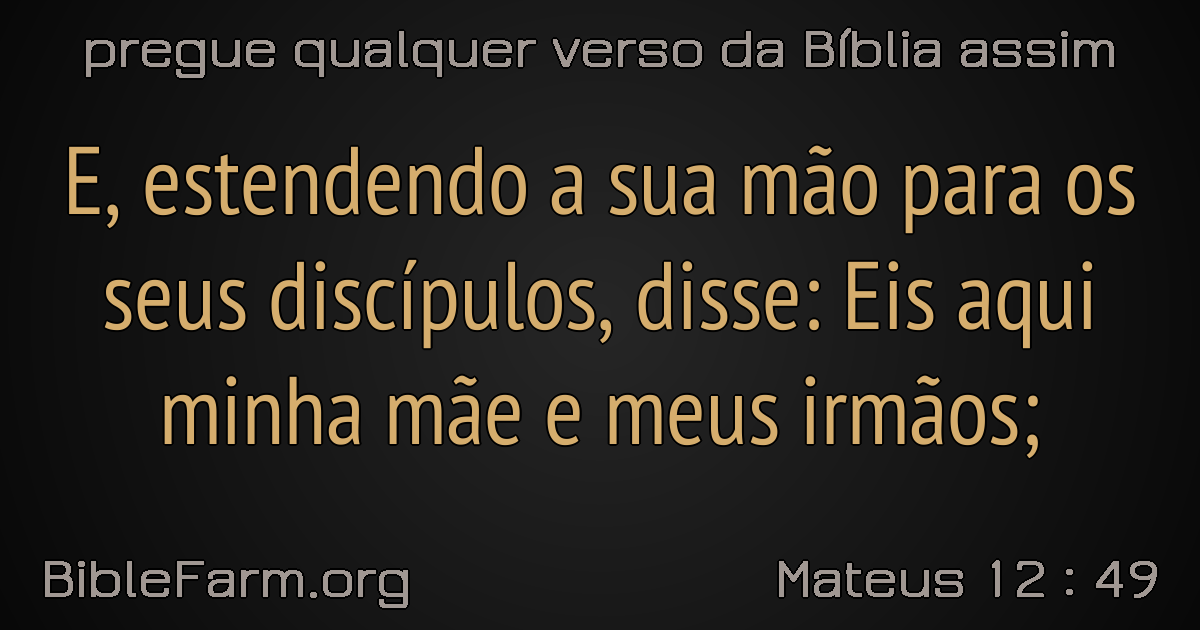 pregue qualquer verso da Bíblia assim
E, estendendo a sua mão para os
seus discípulos, disse: Eis aqui
minha mãe e meus irmãos;
BibleFarm.org
Mateus 12 : 49